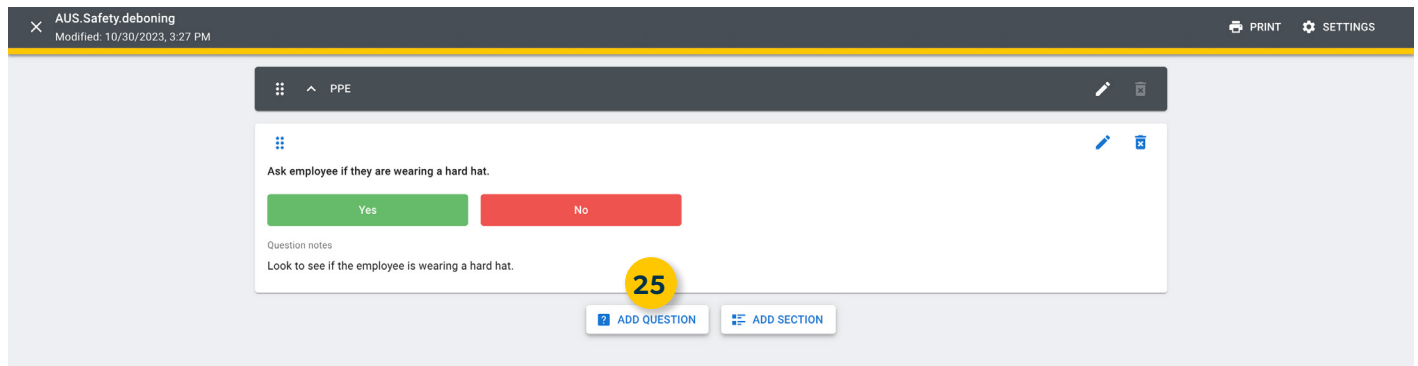 AUS.Safety.deboning
Modified: 10/30/2023, 3:27 PM
PRINT
SETTINGS
PPE
Ask employee if they are wearing a hard hat.
Yes
No
Question notes
Look to see if the employee is wearing a hard hat.
25
ADD QUESTION
ADD SECTION